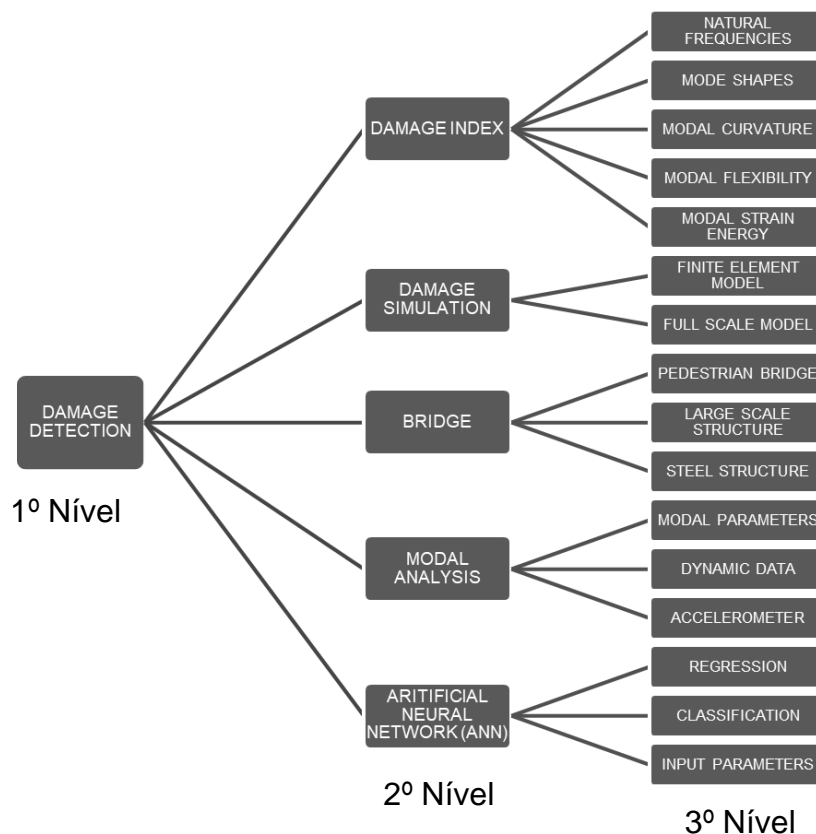 NATURAL
FREQUENCIES
MODE SHAPES
DAMAGE INDEX
MODAL CURVATURE
MODAL FLEXIBILITY
MODAL STRAIN
ENERGY
FINITE ELEMENT
MODEL
DAMAGE
SIMULATION
FULL SCALE MODEL
PEDESTRIAN BRIDGE
DAMAGE
DETECTION
BRIDGE
LARGE SCALE
STRUCTURE
STEEL STRUCTURE
1º Nível
MODAL PARAMETERS
MODAL
ANALYSIS
DYNAMIC DATA
ACCELEROMETER
REGRESSION
ARITIFICIAL
NEURAL
NETWORK (ANN)
CLASSIFICATION
INPUT PARAMETERS
2º Nível
3º Nível